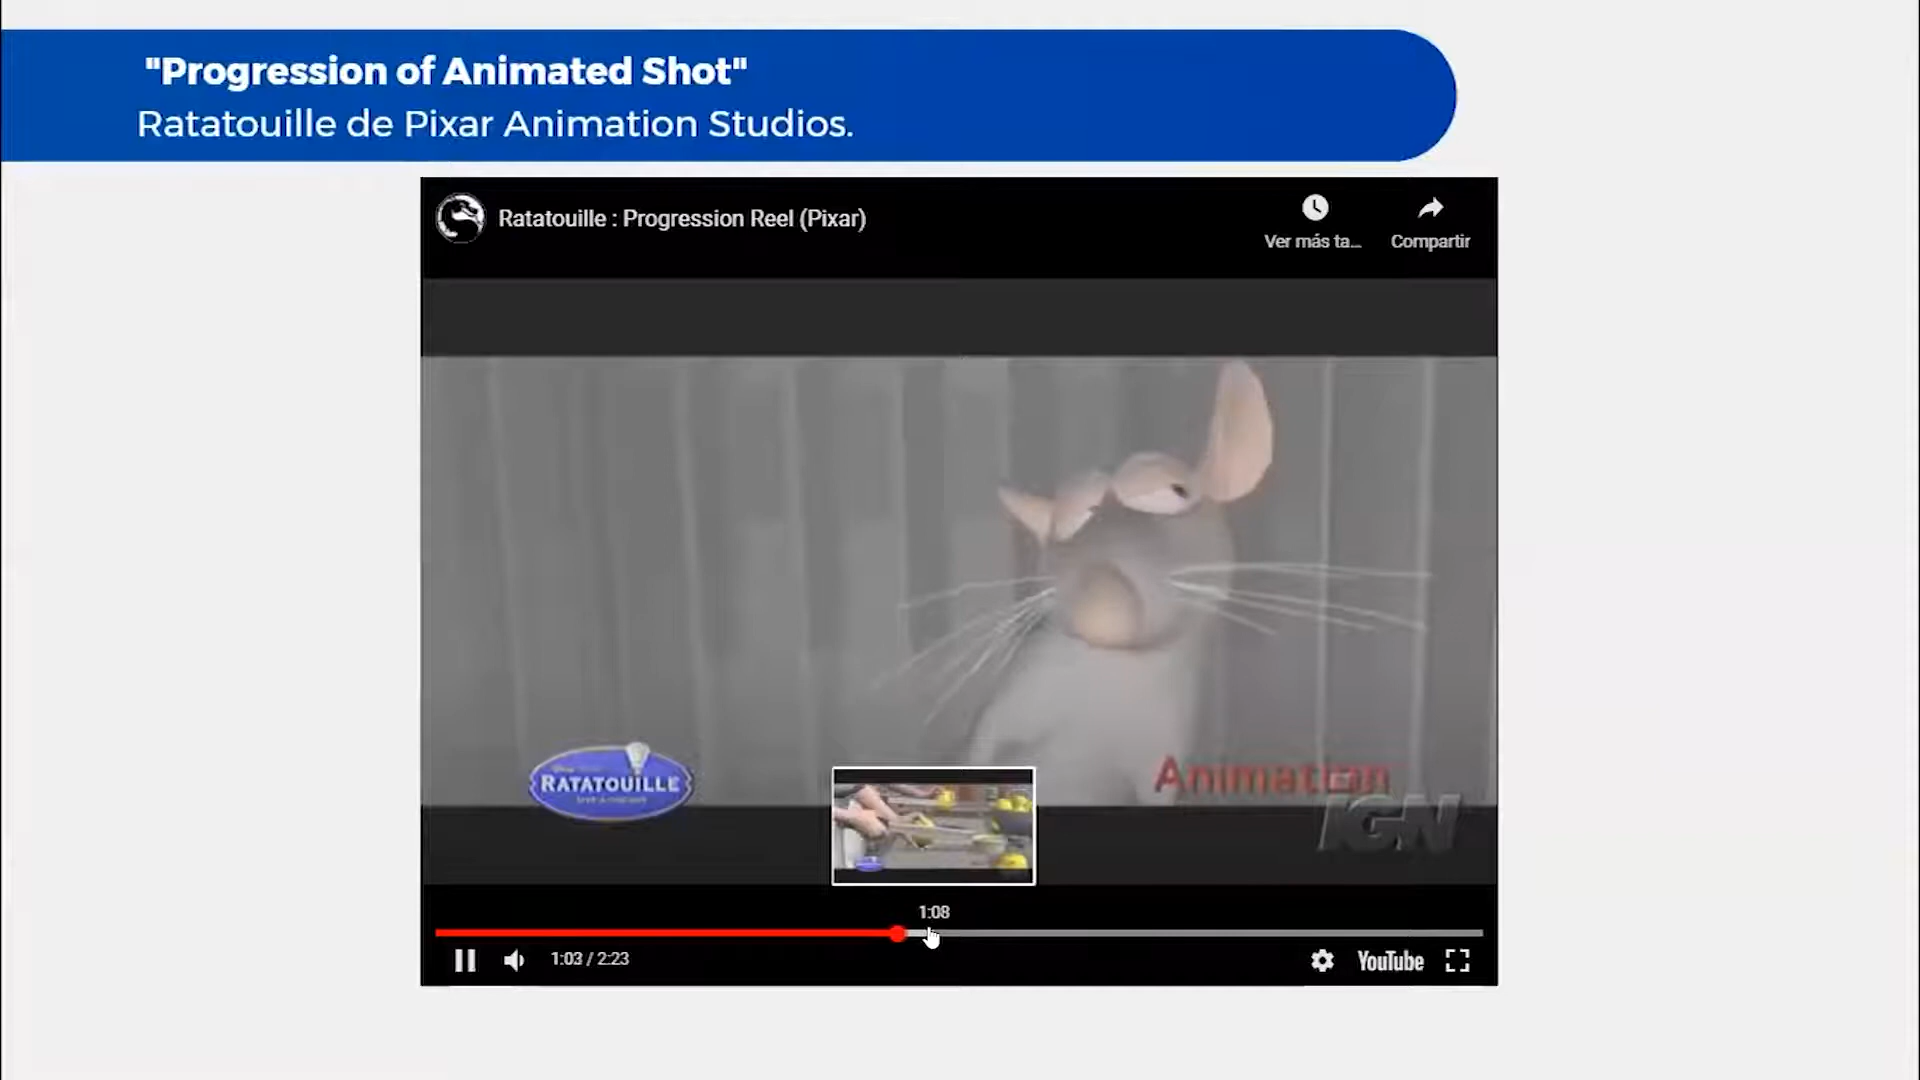 "Progression of Animated Shot"
Ratatouille de Pixar Animation Studios.
Ratatouille : Progression Reel (Pixar)
Ver más ta...
Compartir
RATATOUILLE
Animation
IGN
1:08
1:03 / 2:23
YouTube